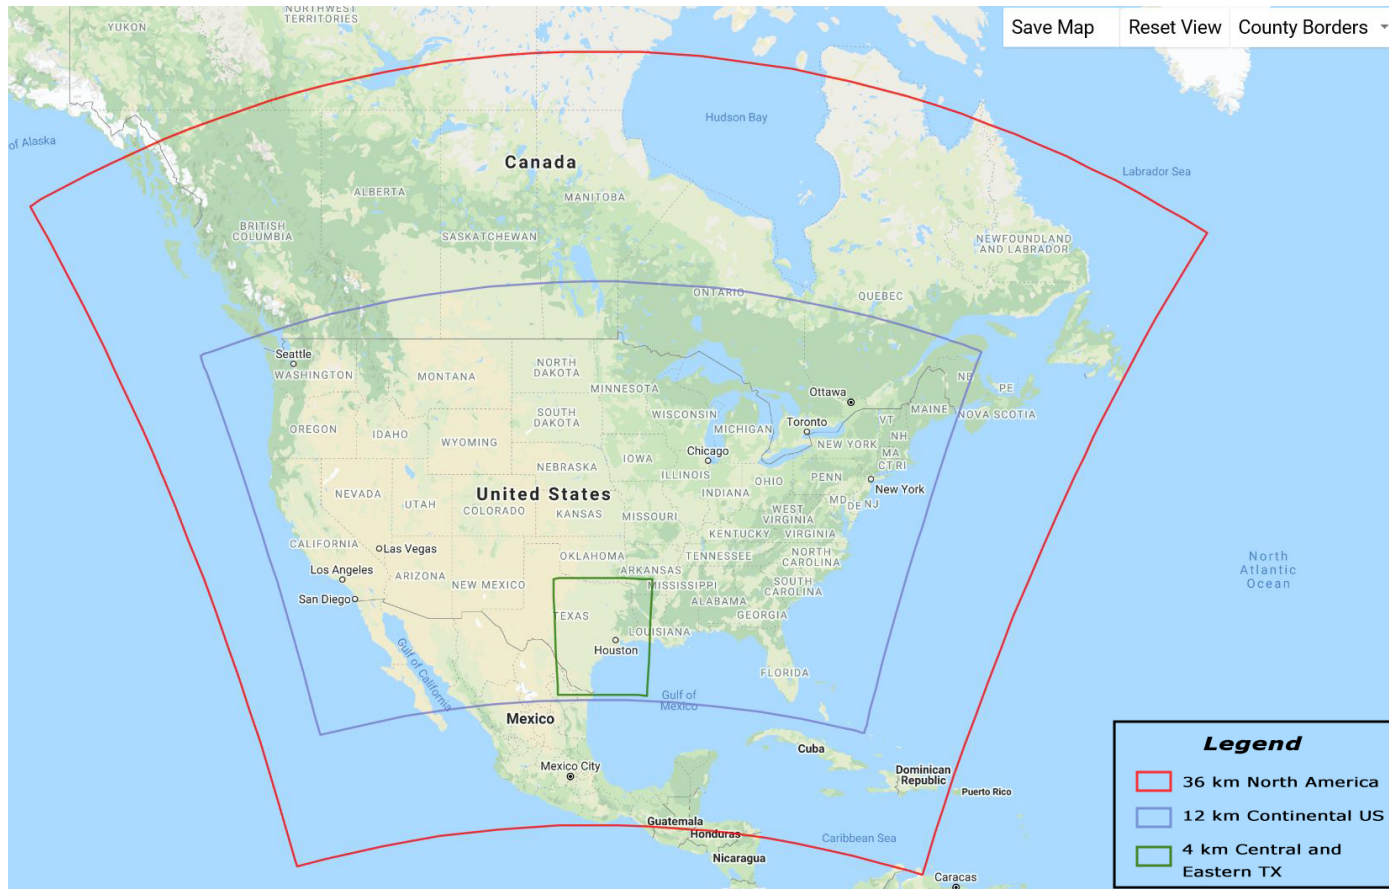 NORTHWEST
TERRITORIES
YUKON
Save Map
Reset View
County Borders
of Alaska
Hudson Bay
Canada
Labrador Sea
ALBERTA
MANITOBA
BRITISH
COLUMBIA
SASKATCHEWAN
NEWFOUNDLAND
AND LABRADOR
ONTARIO
QUEBEC
Seattle
WASHINGTON
MONTANA
NORTH
DAKOTA
MINNESOTA
Ottawa
NB
PE
NOVA SCOTIA
MAINE
OREGON
IDAHO
WYOMING
SOUTH
DAKOTA
WISCONSIN
MICHIGAN
Toronto
VT
NH
NEW YORK
MA
CT RI
Chicago
IOWA
NEBRASKA
ILLINOIS
INDIANA
OHIO
PENN
New York
NEVADA
UTAH
COLORADO
United States
KANSAS
MISSOURI
WEST
VIRGINIA
MD
DE
NJ
KENTUCKY
VIRGINIA
CALIFORNIA
Las Vegas
OKLAHOMA
TENNESSEE
NORTH
CAROLINA
Los Angeles
ARIZONA
NEW MEXICO
ARKANSAS
MISSISSIPPI
SOUTH
CAROLINA
San Diego
ALABAMA
GEORGIA
TEXAS
LOUISIANA
Houston
North
Atlantic
Ocean
Gulf of California
FLORIDA
Gulf of
Mexico
Mexico
Cuba
Mexico City
Dominican
Republic
Puerto Rico
Guatemala
Honduras
Caribbean Sea
Nicaragua
Caracas
Legend
36 km North America
12 km Continental US
4 km Central and
Eastern TX